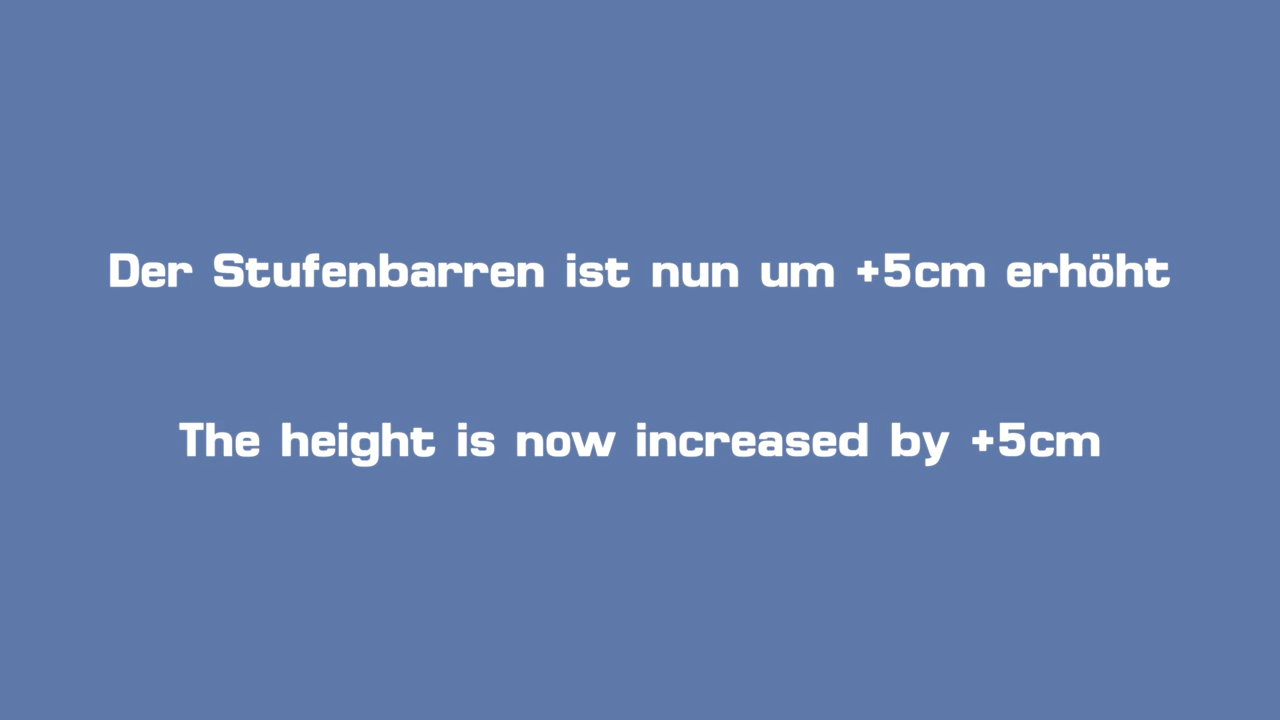 Der Stufenbarren ist nun um +5cm erhöht
The height is now increased by +5cm